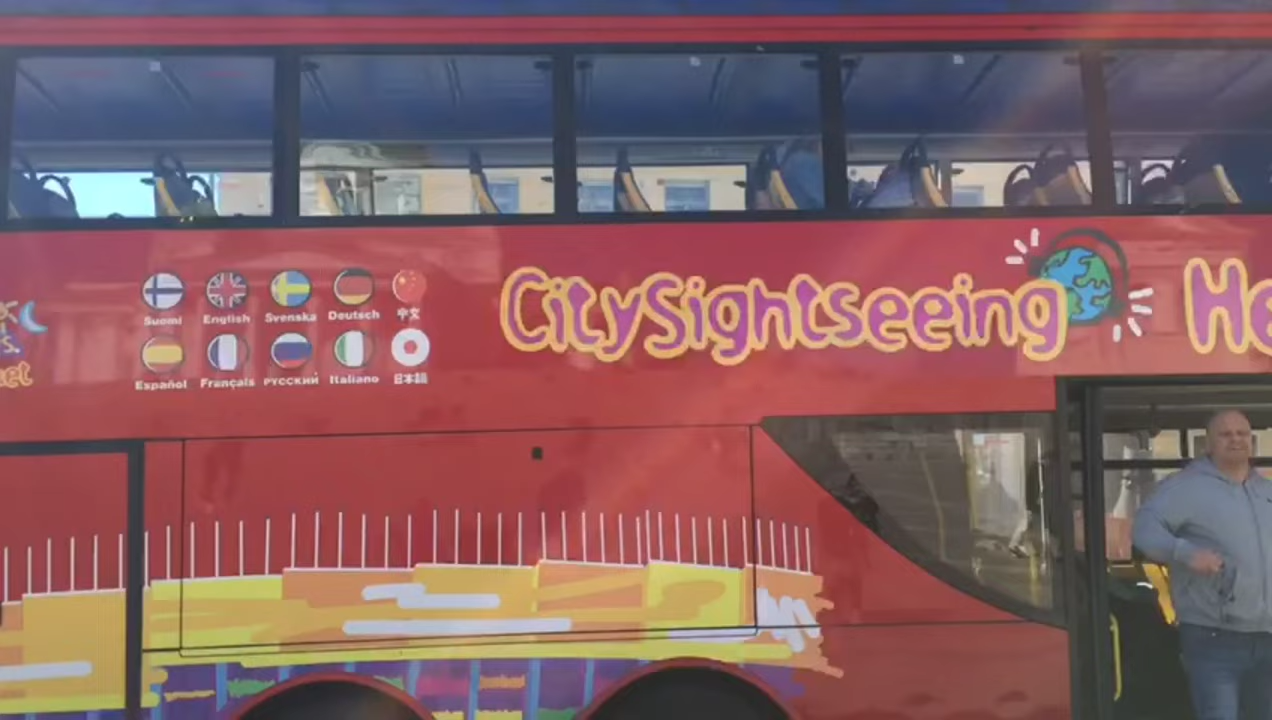 Suomi English Svenska Deutsch 中文
Español Français РУССКИЙ Italiano 日本語
CitySightseeing